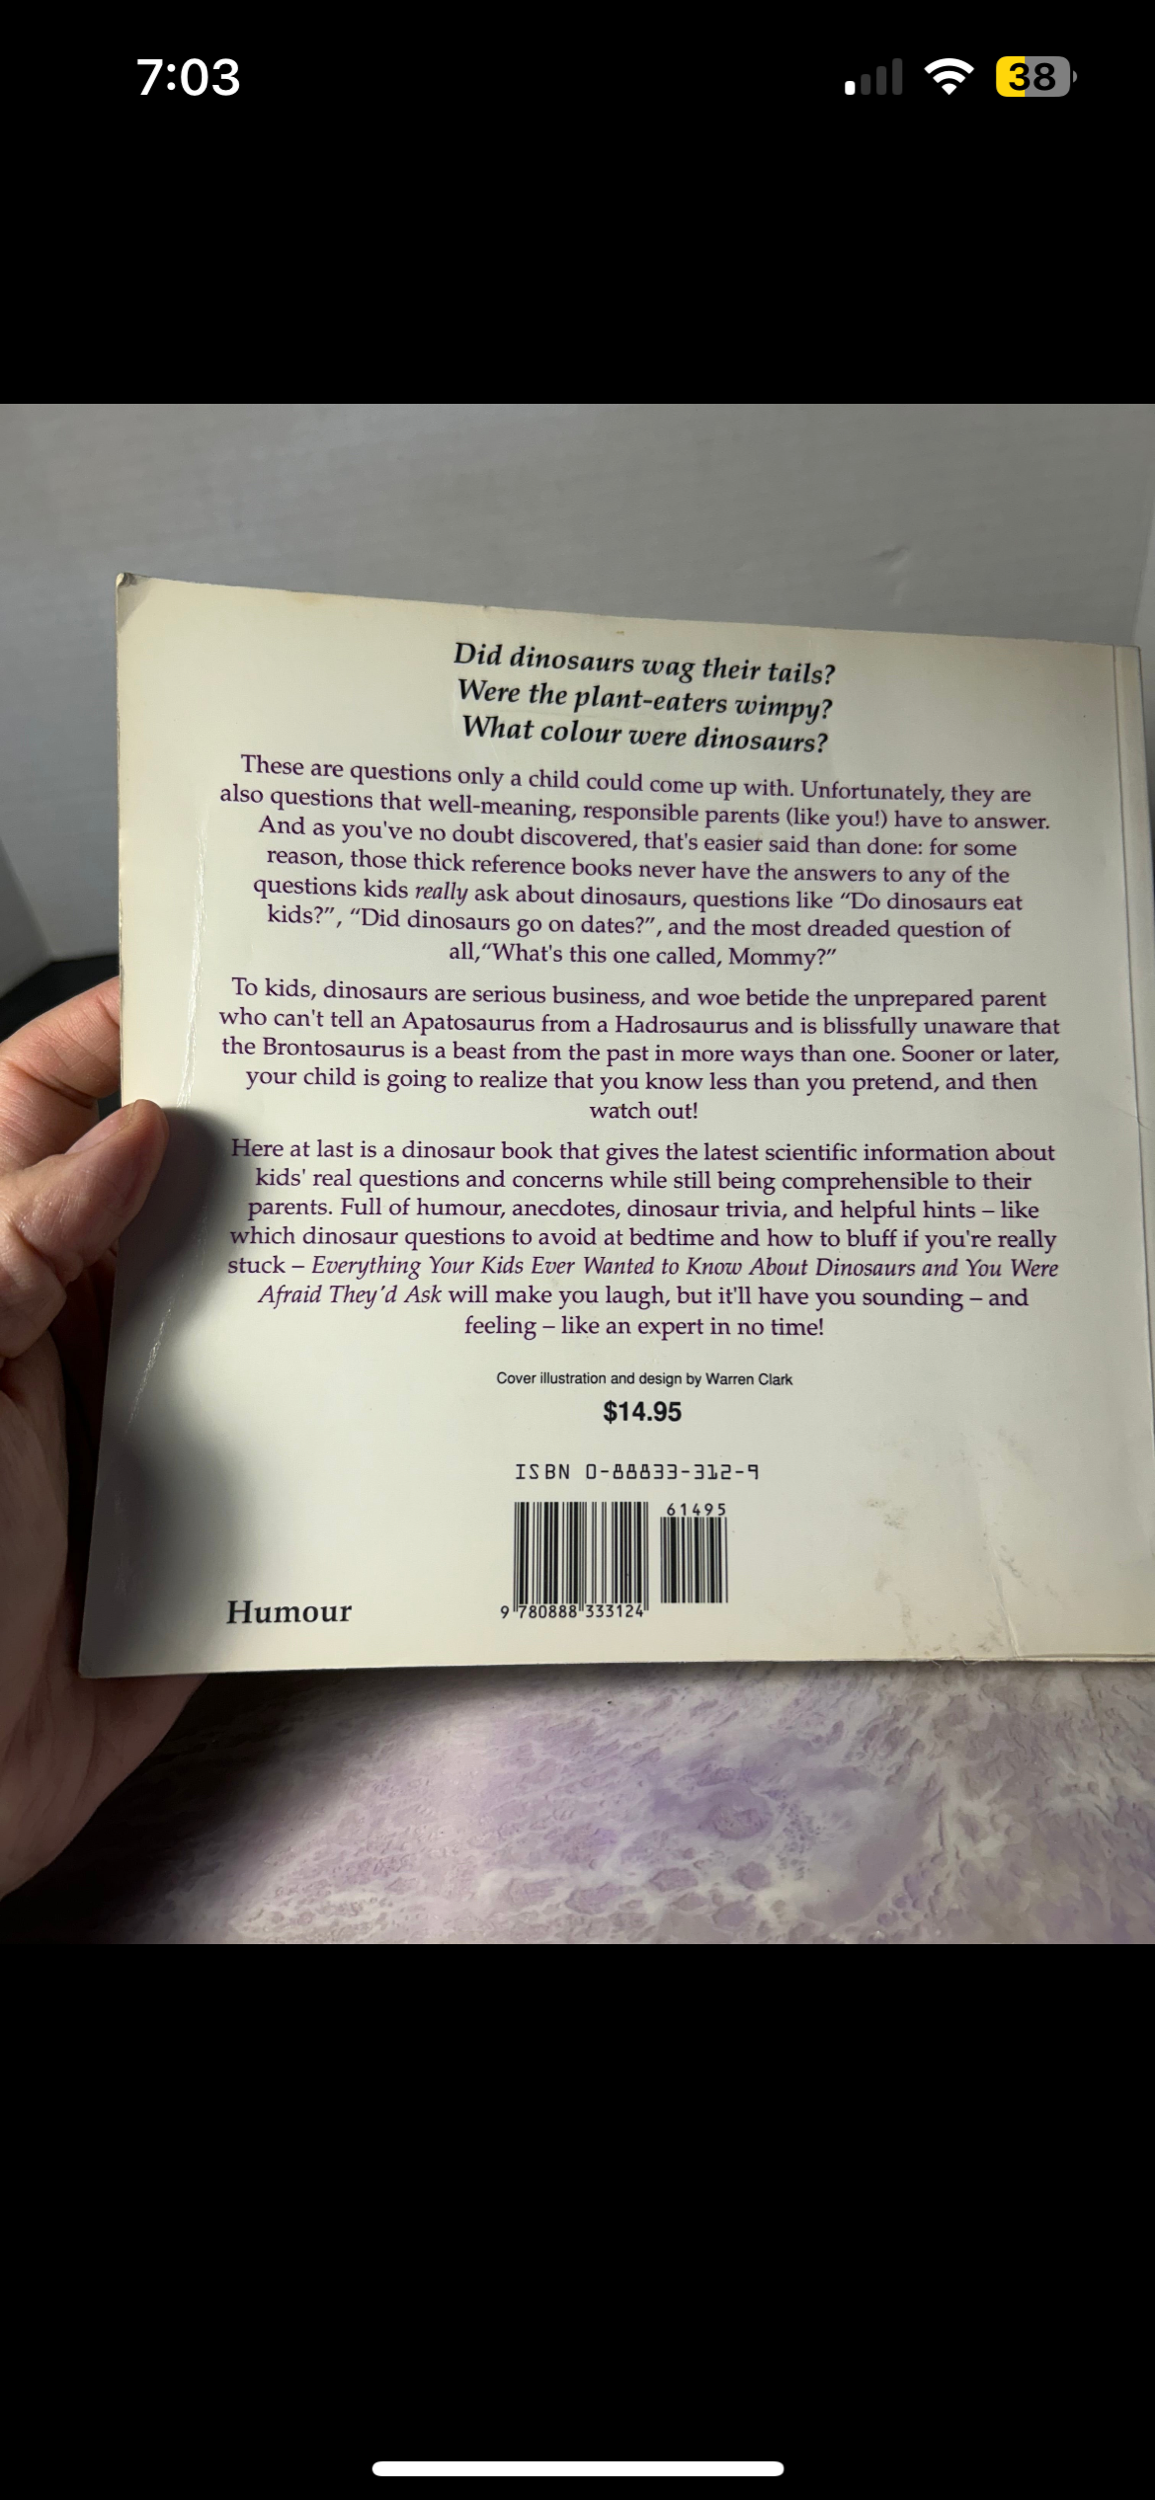 7:03
38
Did dinosaurs wag their tails?
Were the plant-eaters wimpy?
What colour were dinosaurs?
These are questions only a child could come up with. Unfortunately, they are
also questions that well-meaning, responsible parents (like you!) have to answer.
And as you've no doubt discovered, that's easier said than done: for some
reason, those thick reference books never have the answers to any of the
questions kids really ask about dinosaurs, questions like “Do dinosaurs eat
kids?”, “Did dinosaurs go on dates?”, and the most dreaded question of
all,“What's this one called, Mommy?”
To kids, dinosaurs are serious business, and woe betide the unprepared parent
who can't tell an Apatosaurus from a Hadrosaurus and is blissfully unaware that
the Brontosaurus is a beast from the past in more ways than one. Sooner or later,
your child is going to realize that you know less than you pretend, and then
watch out!
Here at last is a dinosaur book that gives the latest scientific information about
kids' real questions and concerns while still being comprehensible to their
parents. Full of humour, anecdotes, dinosaur trivia, and helpful hints – like
which dinosaur questions to avoid at bedtime and how to bluff if you're really
stuck – Everything Your Kids Ever Wanted to Know About Dinosaurs and You Were
Afraid They'd Ask will make you laugh, but it'll have you sounding – and
feeling – like an expert in no time!
Cover illustration and design by Warren Clark
$14.95
ISBN 0-88833-312-9
61495
9 780888 333124
Humour